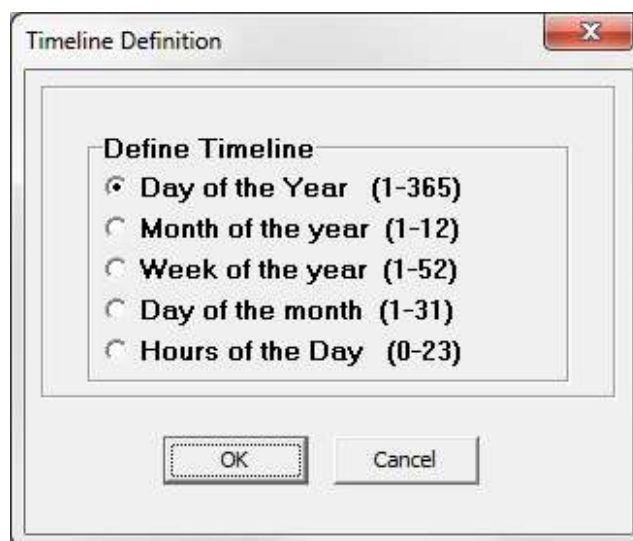 Timeline Definition
Define Timeline
Day of the Year (1-365)
Month of the year (1-12)
Week of the year (1-52)
Day of the month (1-31)
Hours of the Day (0-23)
OK Cancel